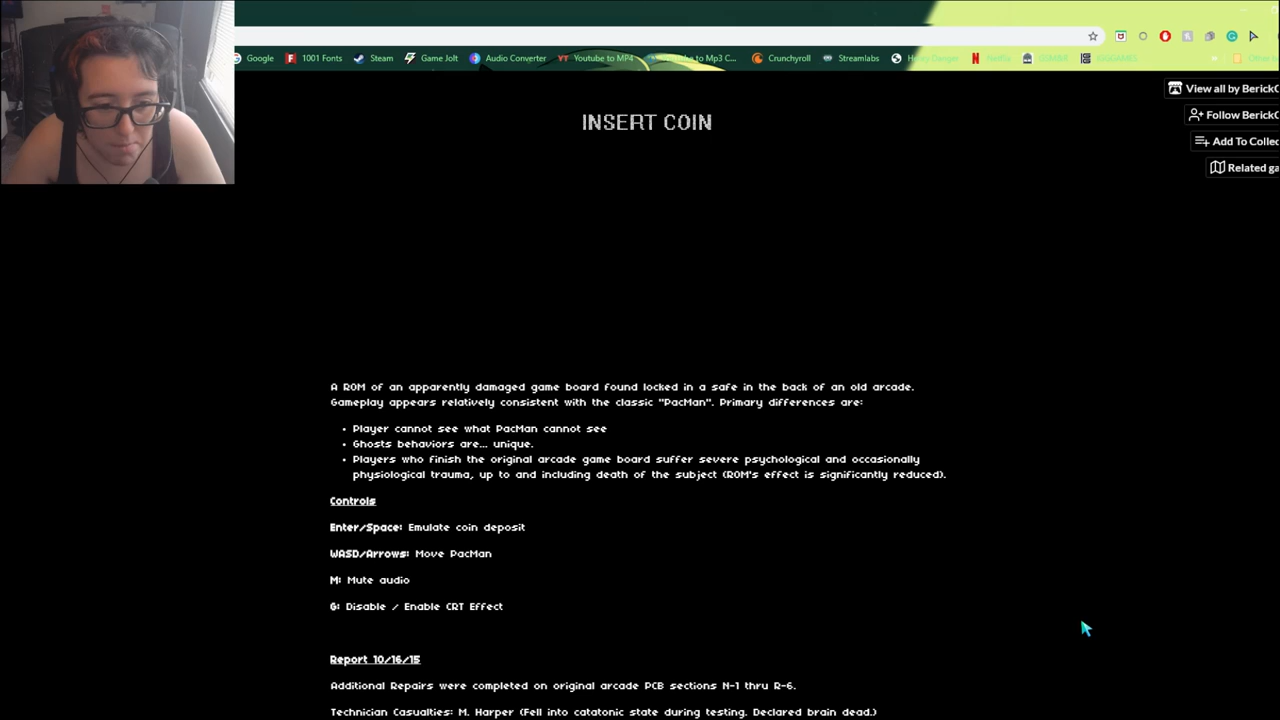 Google 1001 Fonts Steam Game Jolt Audio Converter Youtube to MP4 to Mp3 C... Crunchyroll Streamlabs
View all by BerickC
INSERT COIN
Follow BerickC
Add To Collec
Related ga
A ROM of an apparently damaged game board found locked in a safe in the back of an old arcade.
Gameplay appears relatively consistent with the classic "PacMan". Primary differences are:
• Player cannot see what PacMan cannot see
• Ghosts behaviors are... unique.
• Players who finish the original arcade game board suffer severe psychological and occasionally
physiological trauma, up to and including death of the subject (ROM's effect is significantly reduced).
Controls
Enter/Space: Emulate coin deposit
WASD/Arrows: Move PacMan
M: Mute audio
G: Disable / Enable CRT Effect
Report 10/16/15
Additional Repairs were completed on original arcade PCB sections N-1 thru R-6.
Technician Casualties: M. Harper (Fell into catatonic state during testing. Declared brain dead.)